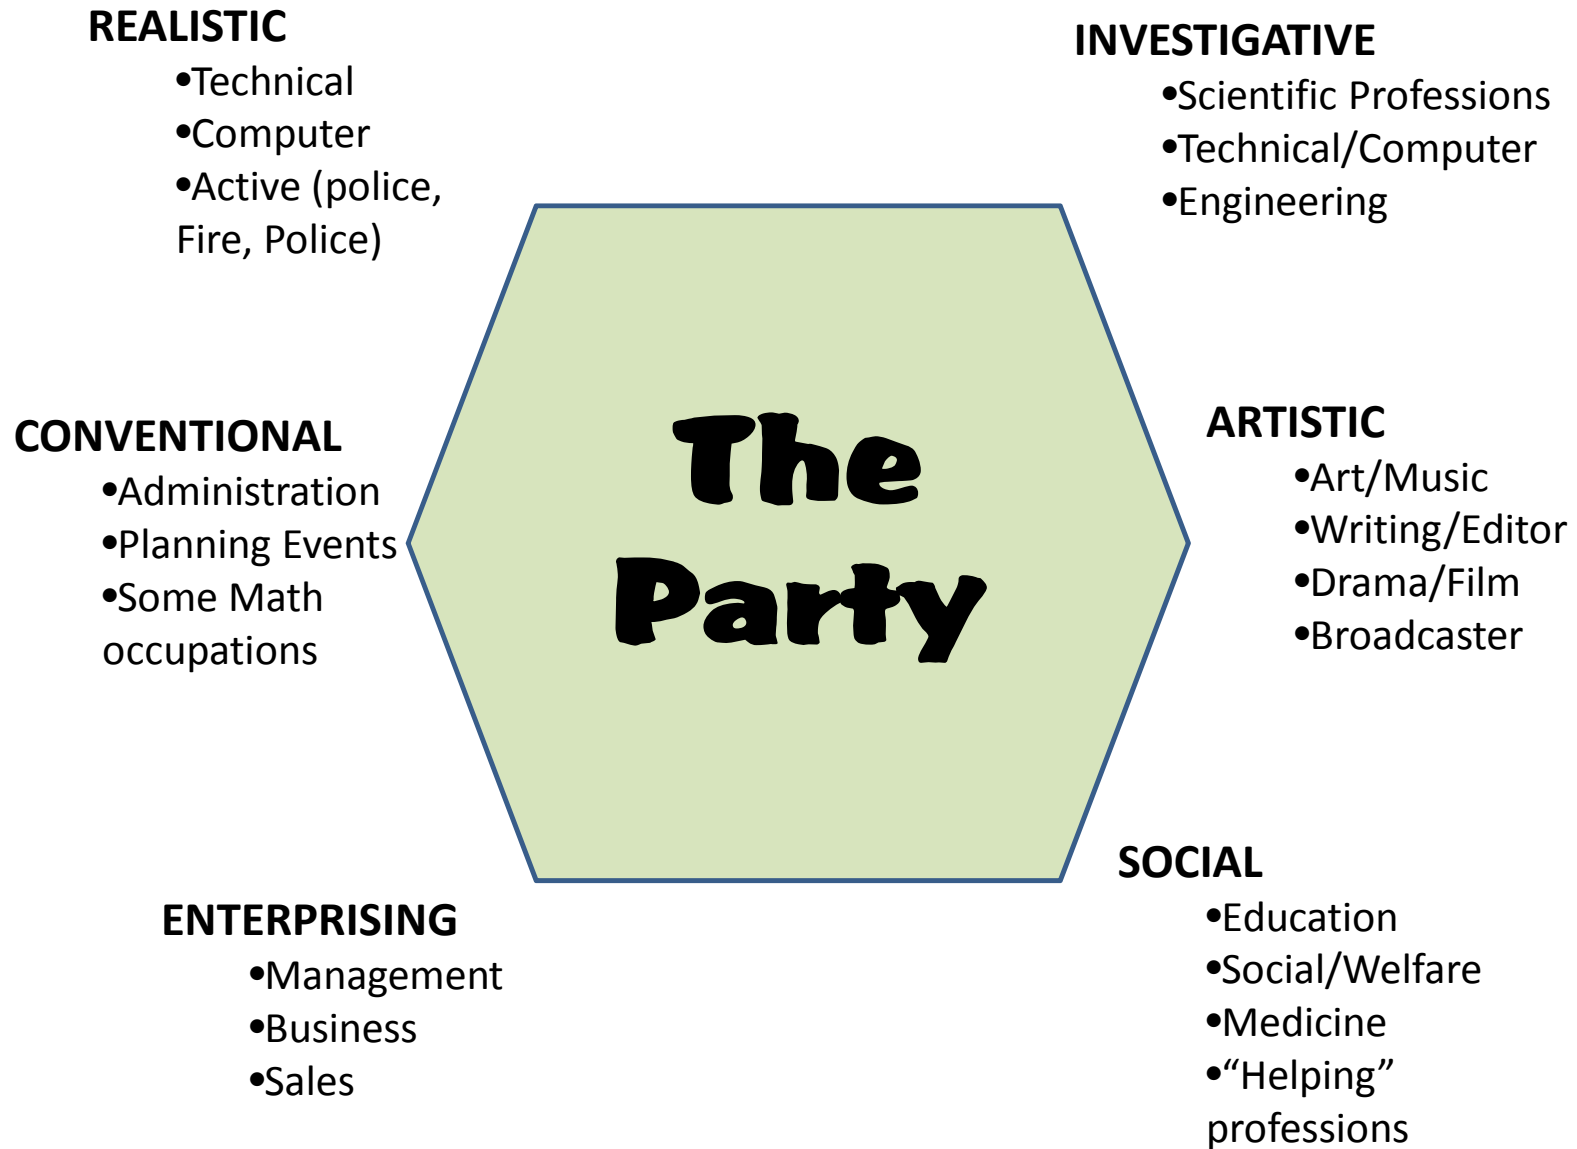 REALISTIC
•Technical
•Computer
•Active (police,
Fire, Police)
INVESTIGATIVE
•Scientific Professions
•Technical/Computer
•Engineering
CONVENTIONAL
•Administration
•Planning Events
•Some Math
occupations
The
Party
ARTISTIC
•Art/Music
•Writing/Editor
•Drama/Film
•Broadcaster
ENTERPRISING
•Management
•Business
•Sales
SOCIAL
•Education
•Social/Welfare
•Medicine
•“Helping”
professions